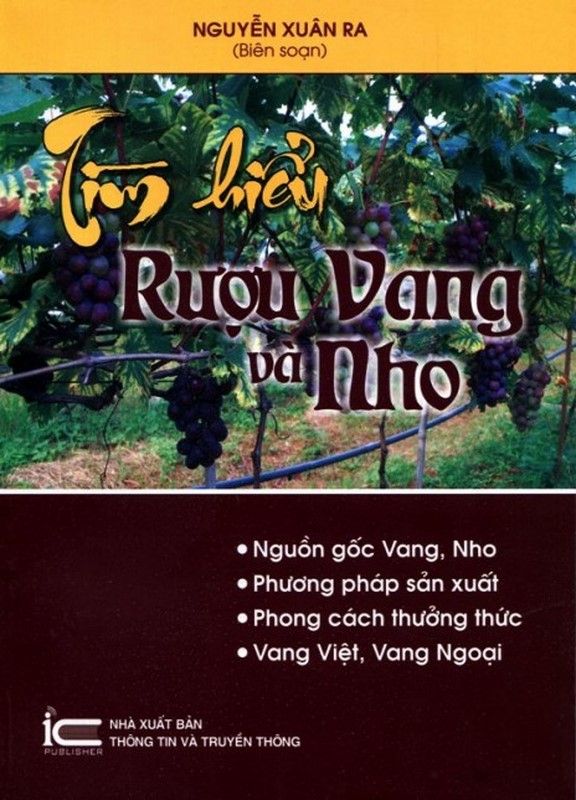 NGUYỄN XUÂN RA
(Biên soạn)
Tìm hiểu
Rượu Vang
và Nho
• Nguồn gốc Vang, Nho
• Phương pháp sản xuất
• Phong cách thưởng thức
• Vang Việt, Vang Ngoại
ic
PUBLISHER
NHÀ XUẤT BẢN
THÔNG TIN VÀ TRUYỀN THÔNG